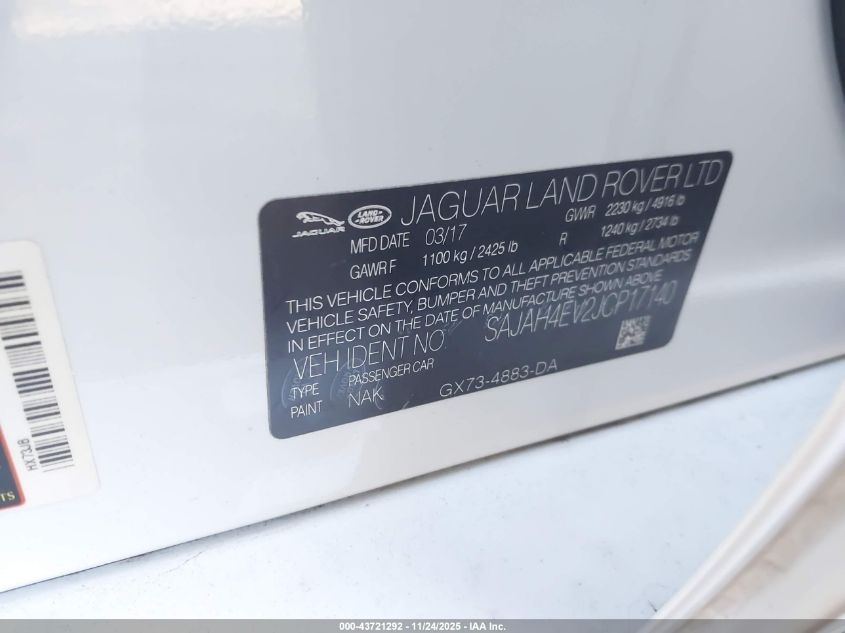 JAGUAR
LAND ROVER
JAGUAR LAND ROVER LTD
MFD DATE 03/17 GVWR 2230 kg / 4916 lb
GAWR F 1100 kg / 2425 lb R 1240 kg / 2734 lb
THIS VEHICLE CONFORMS TO ALL APPLICABLE FEDERAL MOTOR
VEHICLE SAFETY, BUMPER AND THEFT PREVENTION STANDARDS
IN EFFECT ON THE DATE OF MANUFACTURE SHOWN ABOVE
VEH IDENT NO. SAJAH4EV2JCP17140
TYPE PASSENGER CAR
PAINT NAK GX73-4883-DA
HX73J8
TS
000-43721292 - 11/24/2025 - IAA Inc.